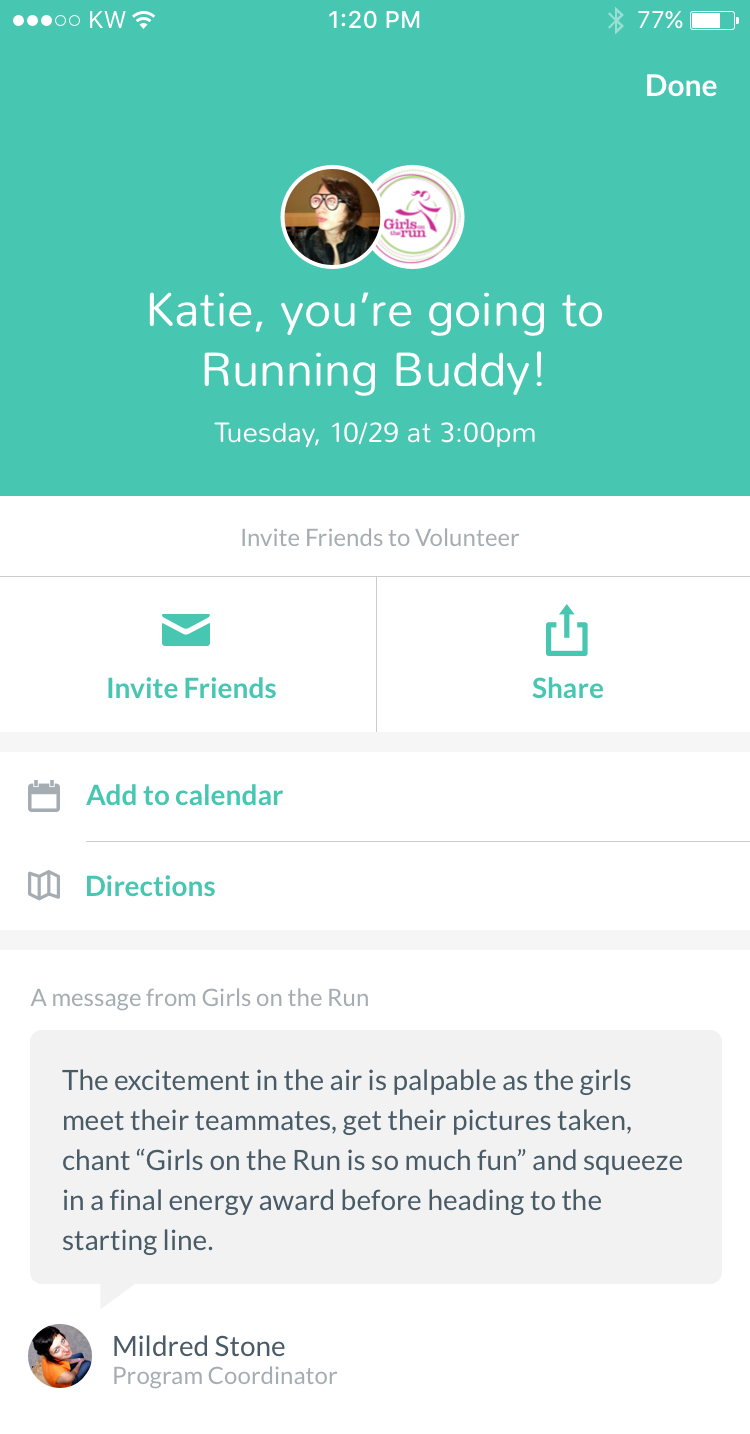 KW
1:20 PM
77%
Done
Girls on
the run
Katie, you’re going to
Running Buddy!
Tuesday, 10/29 at 3:00pm
Invite Friends to Volunteer
Invite Friends
Share
Add to calendar
Directions
A message from Girls on the Run
The excitement in the air is palpable as the girls
meet their teammates, get their pictures taken,
chant “Girls on the Run is so much fun” and squeeze
in a final energy award before heading to the
starting line.
Mildred Stone
Program Coordinator